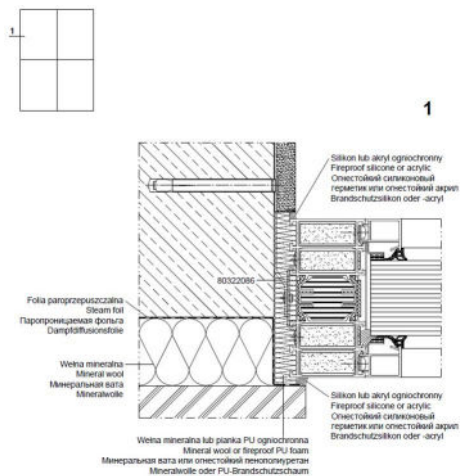 1
1
Silikon lub akryl ogniochronny
Fireproof silicone or acrylic
Огнестойкий силиконовый
герметик или огнестойкий акрил
Brandschutzsilikon oder -acryl
80322086
Folia paroprzepuszczalna
Steam foil
Паропроницаемая фольга
Dampfdiffusionsfolie
Wełna mineralna
Mineral wool
Минеральная вата
Mineralwolle
Silikon lub akryl ogniochronny
Fireproof silicone or acrylic
Огнестойкий силиконовый
герметик или огнестойкий акрил
Brandschutzsilikon oder -acryl
Wełna mineralna lub pianka PU ogniochronna
Mineral wool or fireproof PU foam
Минеральная вата или огнестойкий пенополиуретан
Mineralwolle oder PU-Brandschutzschaum